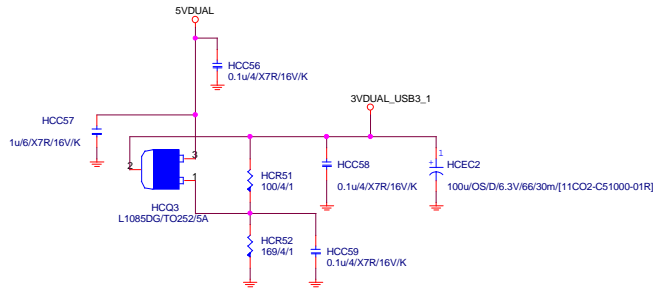 5VDUAL
HCC56
0.1u/4/X7R/16V/K
3VDUAL_USB3_1
HCC57
1u/6/X7R/16V/K
3
2
1
HCQ3
L1085DG/TO252/5A
HCR51
100/4/1
HCC58
0.1u/4/X7R/16V/K
1
+
HCEC2
100u/OS/D/6.3V/66/30m/[11CO2-C51000-01R]
HCR52
169/4/1
HCC59
0.1u/4/X7R/16V/K